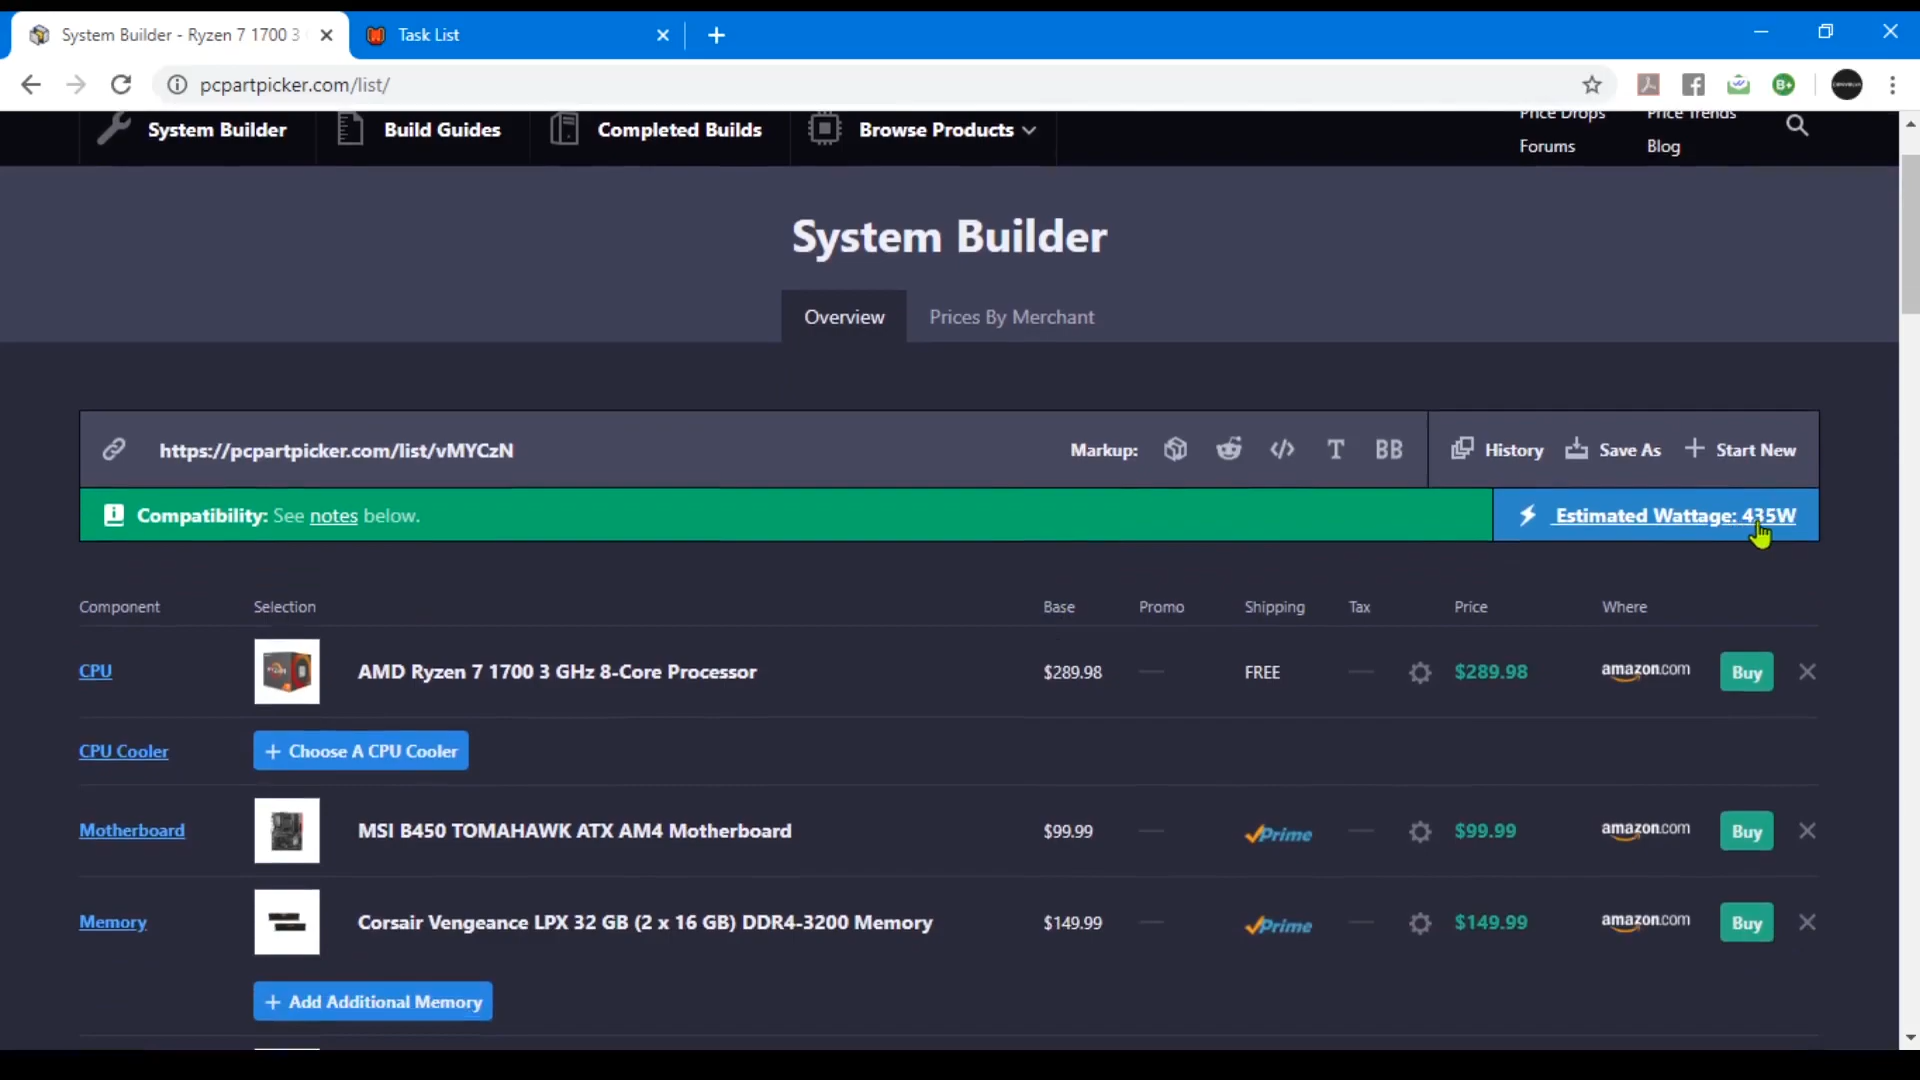 System Builder - Ryzen 7 1700 3
Task List
pcpartpicker.com/list/
System Builder
Build Guides
Completed Builds
Browse Products
Price Drops
Price Trends
Forums
Blog
System Builder
Overview
Prices By Merchant
https://pcpartpicker.com/list/vMYCzN
Markup:
T
BB
History
Save As
Start New
Compatibility: See notes below.
Estimated Wattage: 435W
Component Selection Base Promo Shipping Tax Price Where
CPU AMD Ryzen 7 1700 3 GHz 8-Core Processor $289.98 FREE $289.98 amazon.com Buy
CPU Cooler + Choose A CPU Cooler
Motherboard MSI B450 TOMAHAWK ATX AM4 Motherboard $99.99 Prime $99.99 amazon.com Buy
Memory Corsair Vengeance LPX 32 GB (2 x 16 GB) DDR4-3200 Memory $149.99 Prime $149.99 amazon.com Buy
+ Add Additional Memory